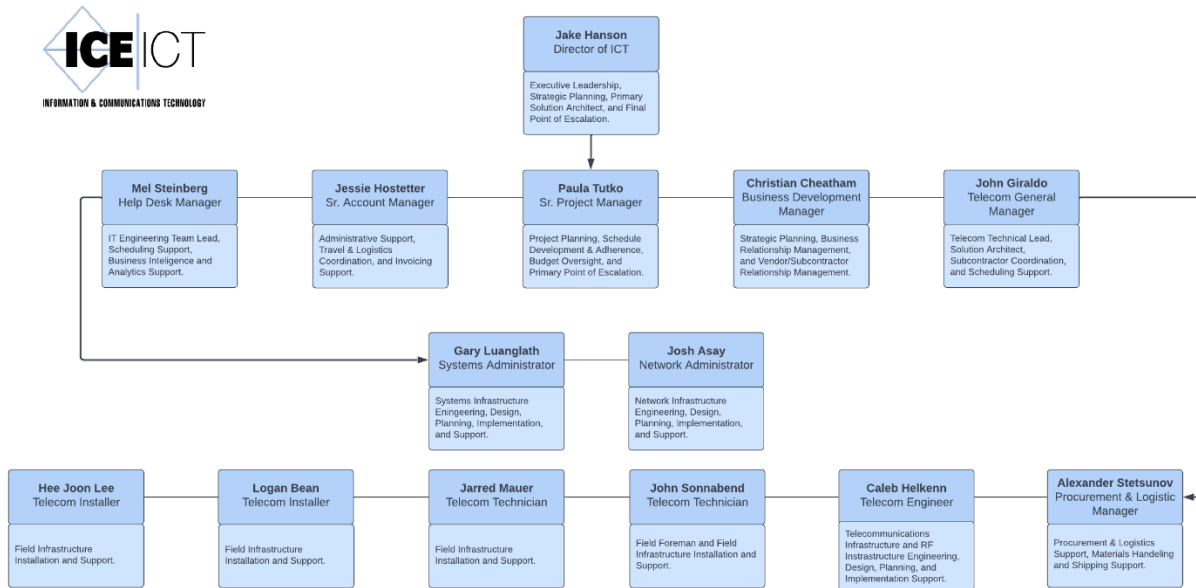 ICE ICT
INFORMATION & COMMUNICATIONS TECHNOLOGY
Jake Hanson
Director of ICT
Executive Leadership,
Strategic Planning, Primary
Solution Architect, and Final
Point of Escalation.
Mel Steinberg
Help Desk Manager
IT Engineering Team Lead,
Scheduling Support,
Business Inteligence and
Analytics Support.
Jessie Hostetter
Sr. Account Manager
Administrative Support,
Travel & Logistics
Coordination, and Invoicing
Support.
Paula Tutko
Sr. Project Manager
Project Planning, Schedule
Development & Adherence,
Budget Oversight, and
Primary Point of Escalation.
Christian Cheatham
Business Development
Manager
Strategic Planning, Business
Relationship Management,
and Vendor/Subcontractor
Relationship Management.
John Giraldo
Telecom General
Manager
Telecom Technical Lead,
Solution Architect,
Subcontractor Coordination,
and Scheduling Support.
Gary Luanglath
Systems Administrator
Systems Infrastructure
Eningeering, Design,
Planning, Implementation,
and Support.
Josh Asay
Network Administrator
Network Infrastructure
Engineering, Design,
Planning, Implementation,
and Support.
Hee Joon Lee
Telecom Installer
Field Infrastructure
Installation and Support.
Logan Bean
Telecom Installer
Field Infrastructure
Installation and Support.
Jarred Mauer
Telecom Technician
Field Infrastructure
Installation and Support.
John Sonnabend
Telecom Technician
Field Foreman and Field
Infrastructure Installation and
Support.
Caleb Helkenn
Telecom Engineer
Telecommunications
Infrastructure and RF
Instrastructure Engineering,
Design, Planning, and
Implementation Support.
Alexander Stetsunov
Procurement & Logistic
Manager
Procurement & Logistics
Support, Materials Handeling
and Shipping Support.